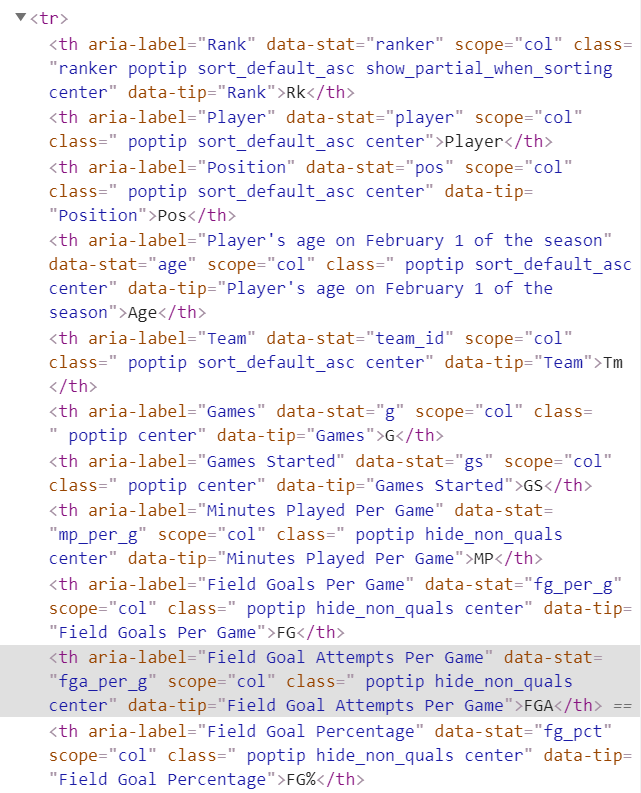 ▼<tr>
<th aria-label="Rank" data-stat="ranker" scope="col" class=
"ranker poptip sort_default_asc show_partial_when_sorting
center" data-tip="Rank">Rk</th>
<th aria-label="Player" data-stat="player" scope="col"
class=" poptip sort_default_asc center">Player</th>
<th aria-label="Position" data-stat="pos" scope="col"
class=" poptip sort_default_asc center" data-tip=
"Position">Pos</th>
<th aria-label="Player's age on February 1 of the season"
data-stat="age" scope="col" class=" poptip sort_default_asc
center" data-tip="Player's age on February 1 of the
season">Age</th>
<th aria-label="Team" data-stat="team_id" scope="col"
class=" poptip sort_default_asc center" data-tip="Team">Tm
</th>
<th aria-label="Games" data-stat="g" scope="col" class=
" poptip center" data-tip="Games">G</th>
<th aria-label="Games Started" data-stat="gs" scope="col"
class=" poptip center" data-tip="Games Started">GS</th>
<th aria-label="Minutes Played Per Game" data-stat=
"mp_per_g" scope="col" class=" poptip hide_non_quals
center" data-tip="Minutes Played Per Game">MP</th>
<th aria-label="Field Goals Per Game" data-stat="fg_per_g"
scope="col" class=" poptip hide_non_quals center" data-tip=
"Field Goals Per Game">FG</th>
<th aria-label="Field Goal Attempts Per Game" data-stat=
"fga_per_g" scope="col" class=" poptip hide_non_quals
center" data-tip="Field Goal Attempts Per Game">FGA</th> ==
<th aria-label="Field Goal Percentage" data-stat="fg_pct"
scope="col" class=" poptip hide_non_quals center" data-tip=
"Field Goal Percentage">FG%</th>